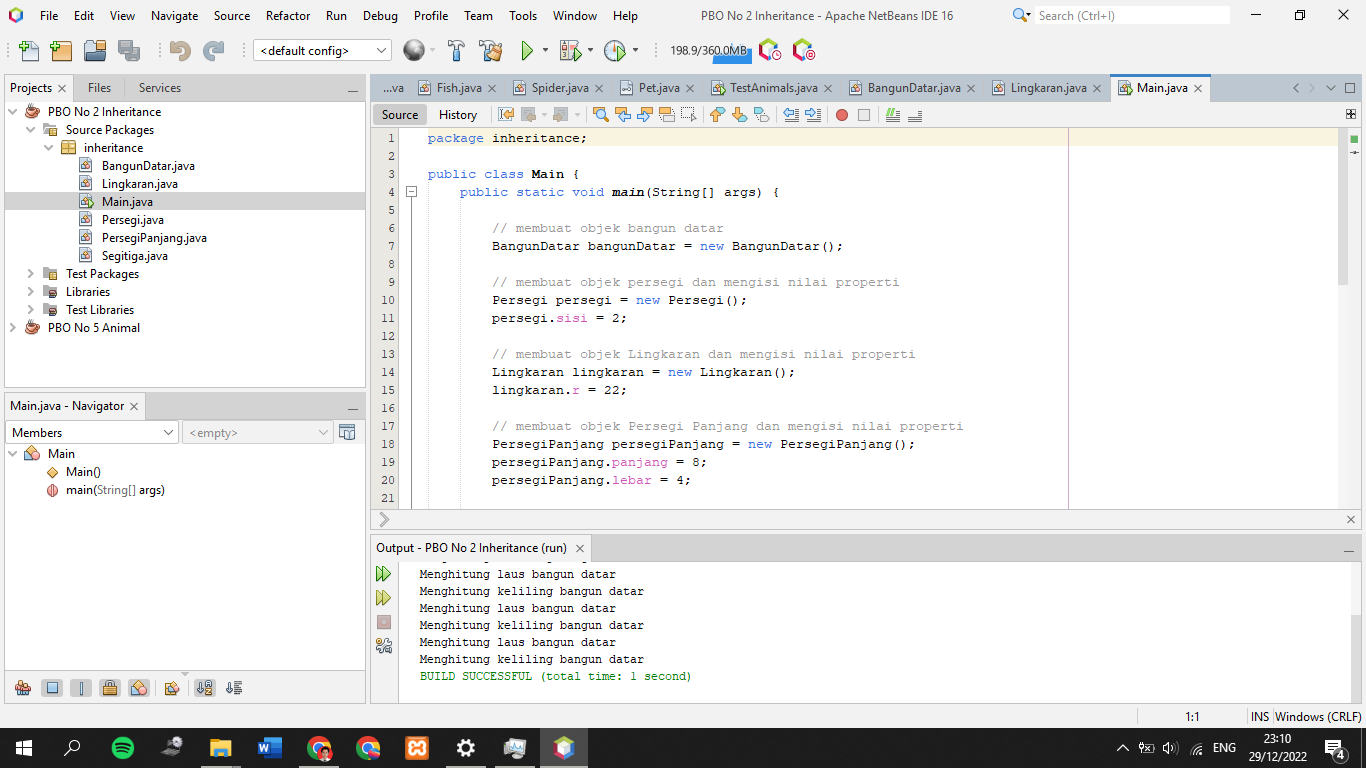 File Edit View Navigate Source Refactor Run Debug Profile Team Tools Window Help
PBO No 2 Inheritance - Apache NetBeans IDE 16
Search (Ctrl+I)
<default config>
198.9/360.0MB
Projects
Files
Services
PBO No 2 Inheritance
Source Packages
inheritance
BangunDatar.java
Lingkaran.java
Main.java
Persegi.java
PersegiPanjang.java
Segitiga.java
Test Packages
Libraries
Test Libraries
PBO No 5 Animal
Main.java - Navigator
Members
<empty>
Main
Main()
main(String[] args)
...va
Fish.java
Spider.java
Pet.java
TestAnimals.java
BangunDatar.java
Lingkaran.java
Main.java
Source
History
1 package inheritance;
2
3 public class Main {
4 public static void main(String[] args) {
5
6 // membuat objek bangun datar
7 BangunDatar bangunDatar = new BangunDatar();
8
9 // membuat objek persegi dan mengisi nilai properti
10 Persegi persegi = new Persegi();
11 persegi.sisi = 2;
12
13 // membuat objek Lingkaran dan mengisi nilai properti
14 Lingkaran lingkaran = new Lingkaran();
15 lingkaran.r = 22;
16
17 // membuat objek Persegi Panjang dan mengisi nilai properti
18 PersegiPanjang persegiPanjang = new PersegiPanjang();
19 persegiPanjang.panjang = 8;
20 persegiPanjang.lebar = 4;
21
Output - PBO No 2 Inheritance (run)
Menghitung laus bangun datar
Menghitung keliling bangun datar
Menghitung laus bangun datar
Menghitung keliling bangun datar
Menghitung laus bangun datar
Menghitung keliling bangun datar
BUILD SUCCESSFUL (total time: 1 second)
1:1
INS
Windows (CRLF)
ENG
23:10
29/12/2022
4